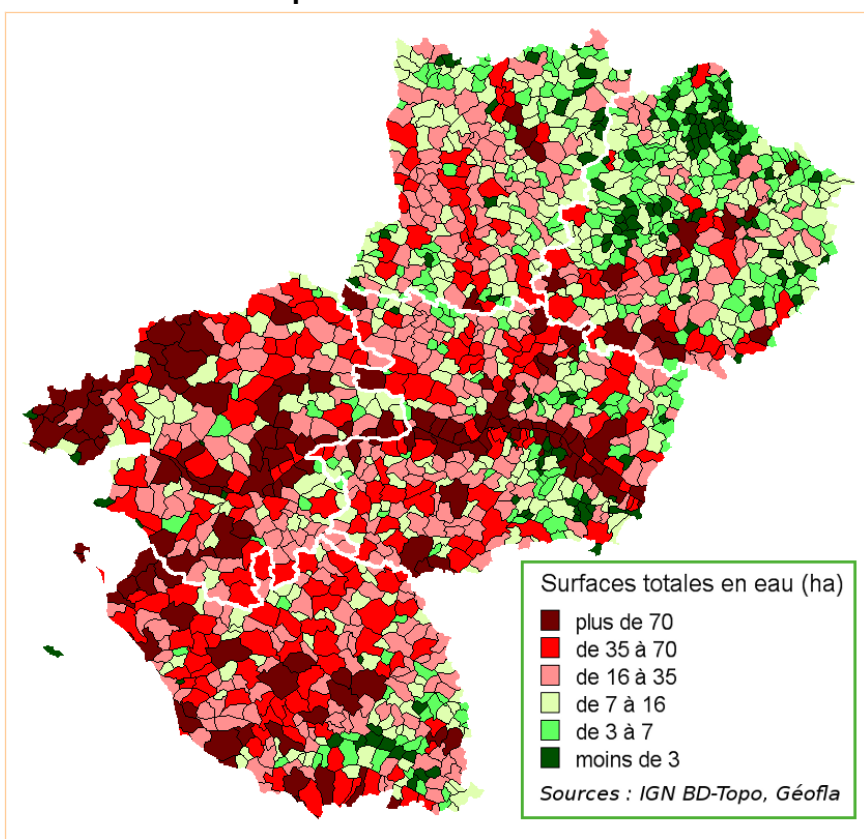 Surfaces totales en eau (ha)
plus de 70
de 35 à 70
de 16 à 35
de 7 à 16
de 3 à 7
moins de 3
Sources : IGN BD-Topo, Géofla